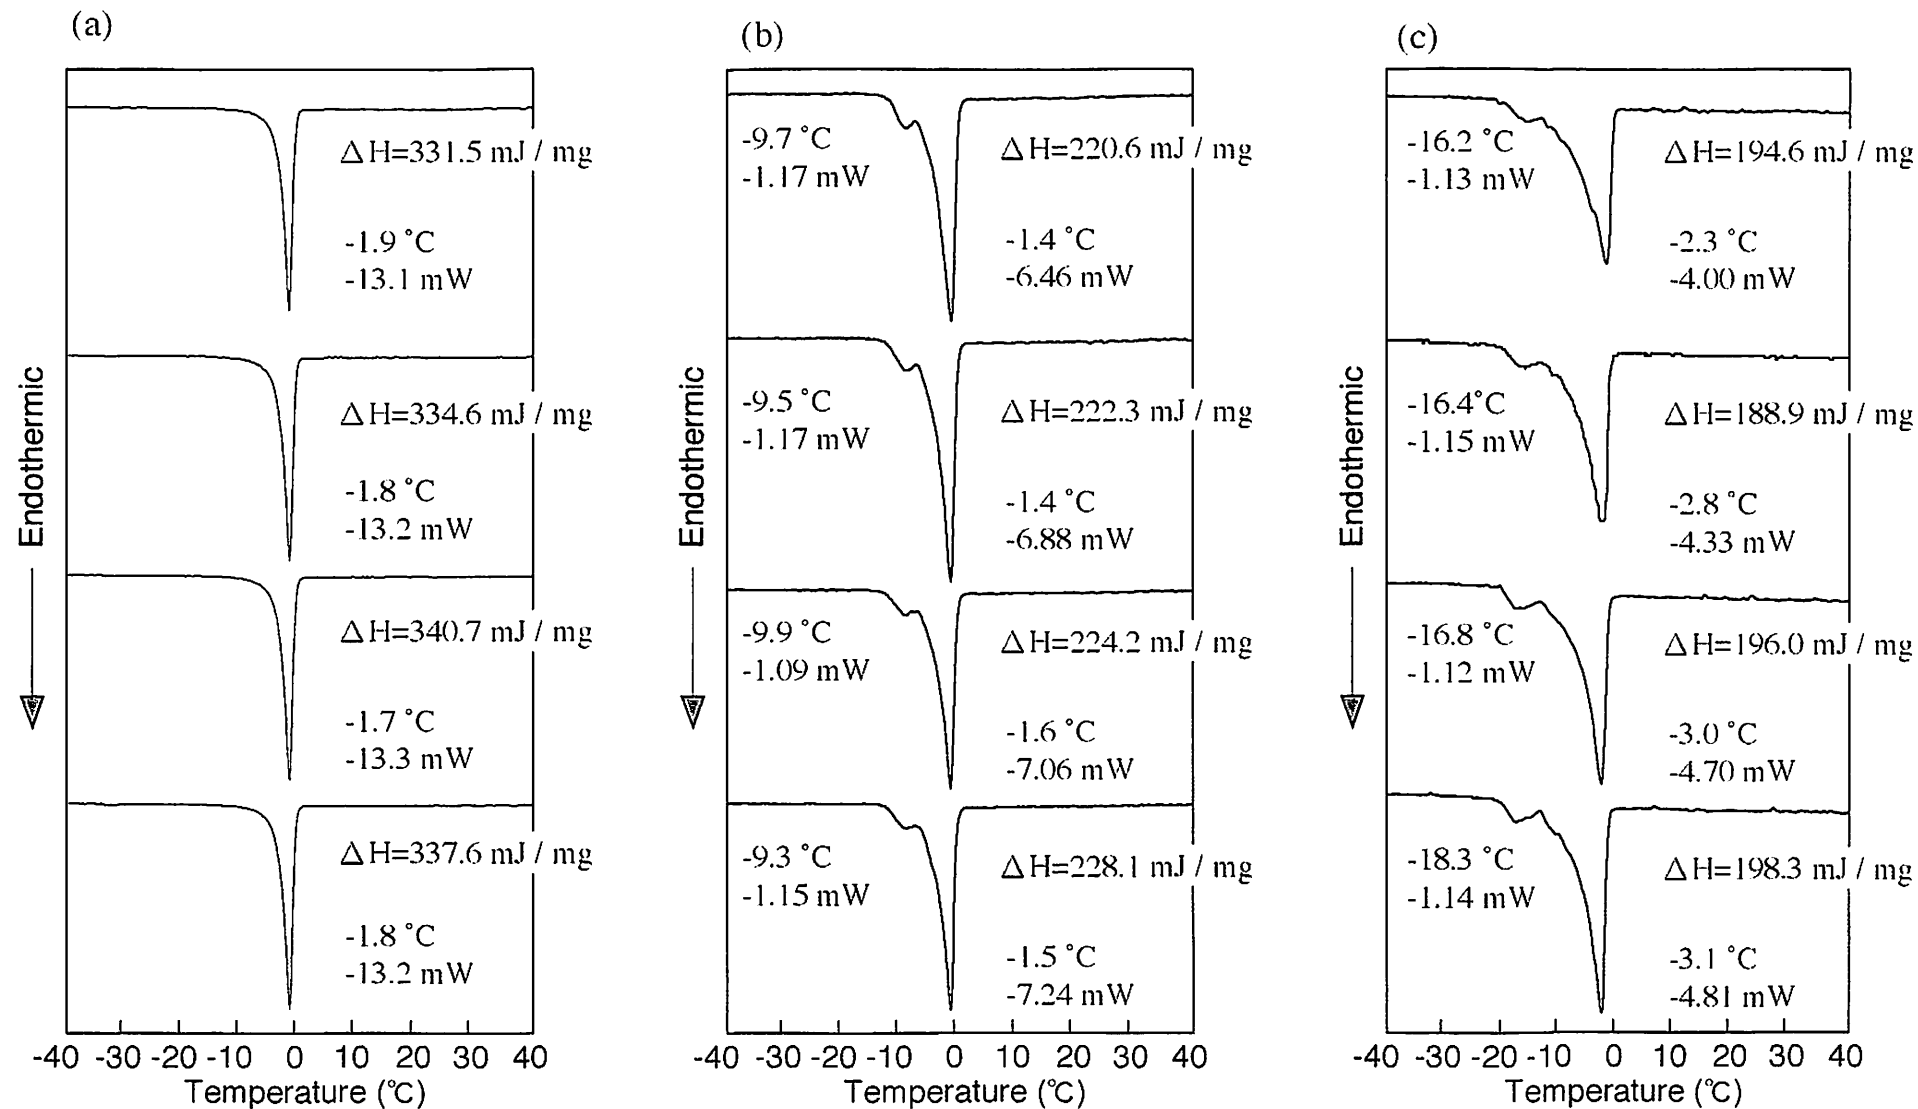 (a)
Endothermic
ΔH=331.5 mJ / mg
-1.9 °C
-13.1 mW
ΔH=334.6 mJ / mg
-1.8 °C
-13.2 mW
ΔH=340.7 mJ / mg
-1.7 °C
-13.3 mW
ΔH=337.6 mJ / mg
-1.8 °C
-13.2 mW
-40 -30 -20 -10 0 10 20 30 40
Temperature (℃)
(b)
Endothermic
-9.7 °C
-1.17 mW
ΔH=220.6 mJ / mg
-1.4 °C
-6.46 mW
-9.5 °C
-1.17 mW
ΔH=222.3 mJ / mg
-1.4 °C
-6.88 mW
-9.9 °C
-1.09 mW
ΔH=224.2 mJ / mg
-1.6 °C
-7.06 mW
-9.3 °C
-1.15 mW
ΔH=228.1 mJ / mg
-1.5 °C
-7.24 mW
-40 -30 -20 -10 0 10 20 30 40
Temperature (℃)
(c)
Endothermic
-16.2 °C
-1.13 mW
ΔH=194.6 mJ / mg
-2.3 °C
-4.00 mW
-16.4°C
-1.15 mW
ΔH=188.9 mJ / mg
-2.8 °C
-4.33 mW
-16.8 °C
-1.12 mW
ΔH=196.0 mJ / mg
-3.0 °C
-4.70 mW
-18.3 °C
-1.14 mW
ΔH=198.3 mJ / mg
-3.1 °C
-4.81 mW
-40 -30 -20 -10 0 10 20 30 40
Temperature (℃)